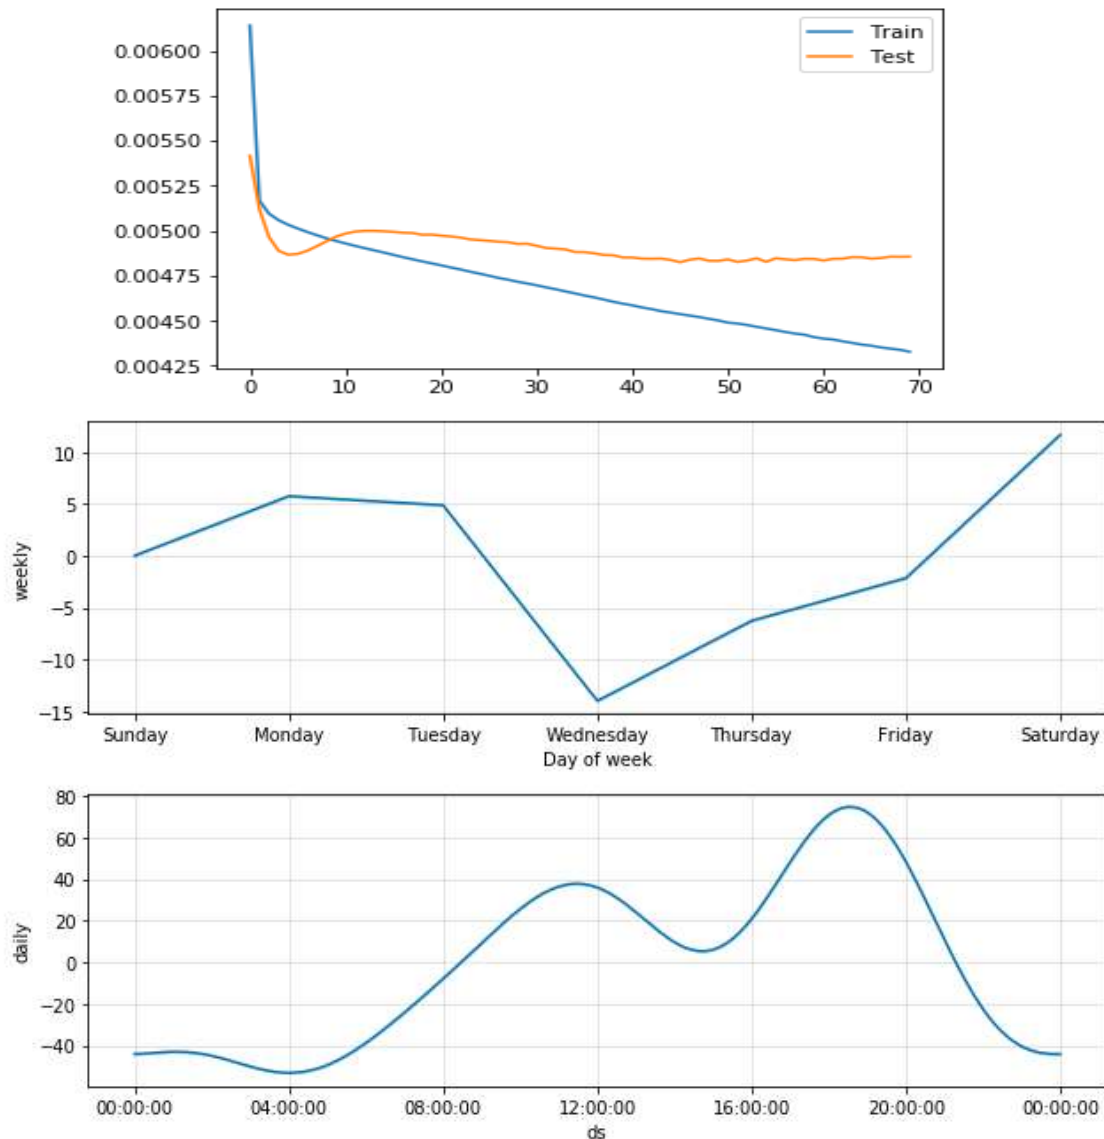 Train
Test
0.00600
0.00575
0.00550
0.00525
0.00500
0.00475
0.00450
0.00425
0 10 20 30 40 50 60 70
10
5
0
−5
−10
−15
weekly
Sunday Monday Tuesday Wednesday Thursday Friday Saturday
Day of week
80
60
40
20
0
−20
−40
daily
00:00:00 04:00:00 08:00:00 12:00:00 16:00:00 20:00:00 00:00:00
ds